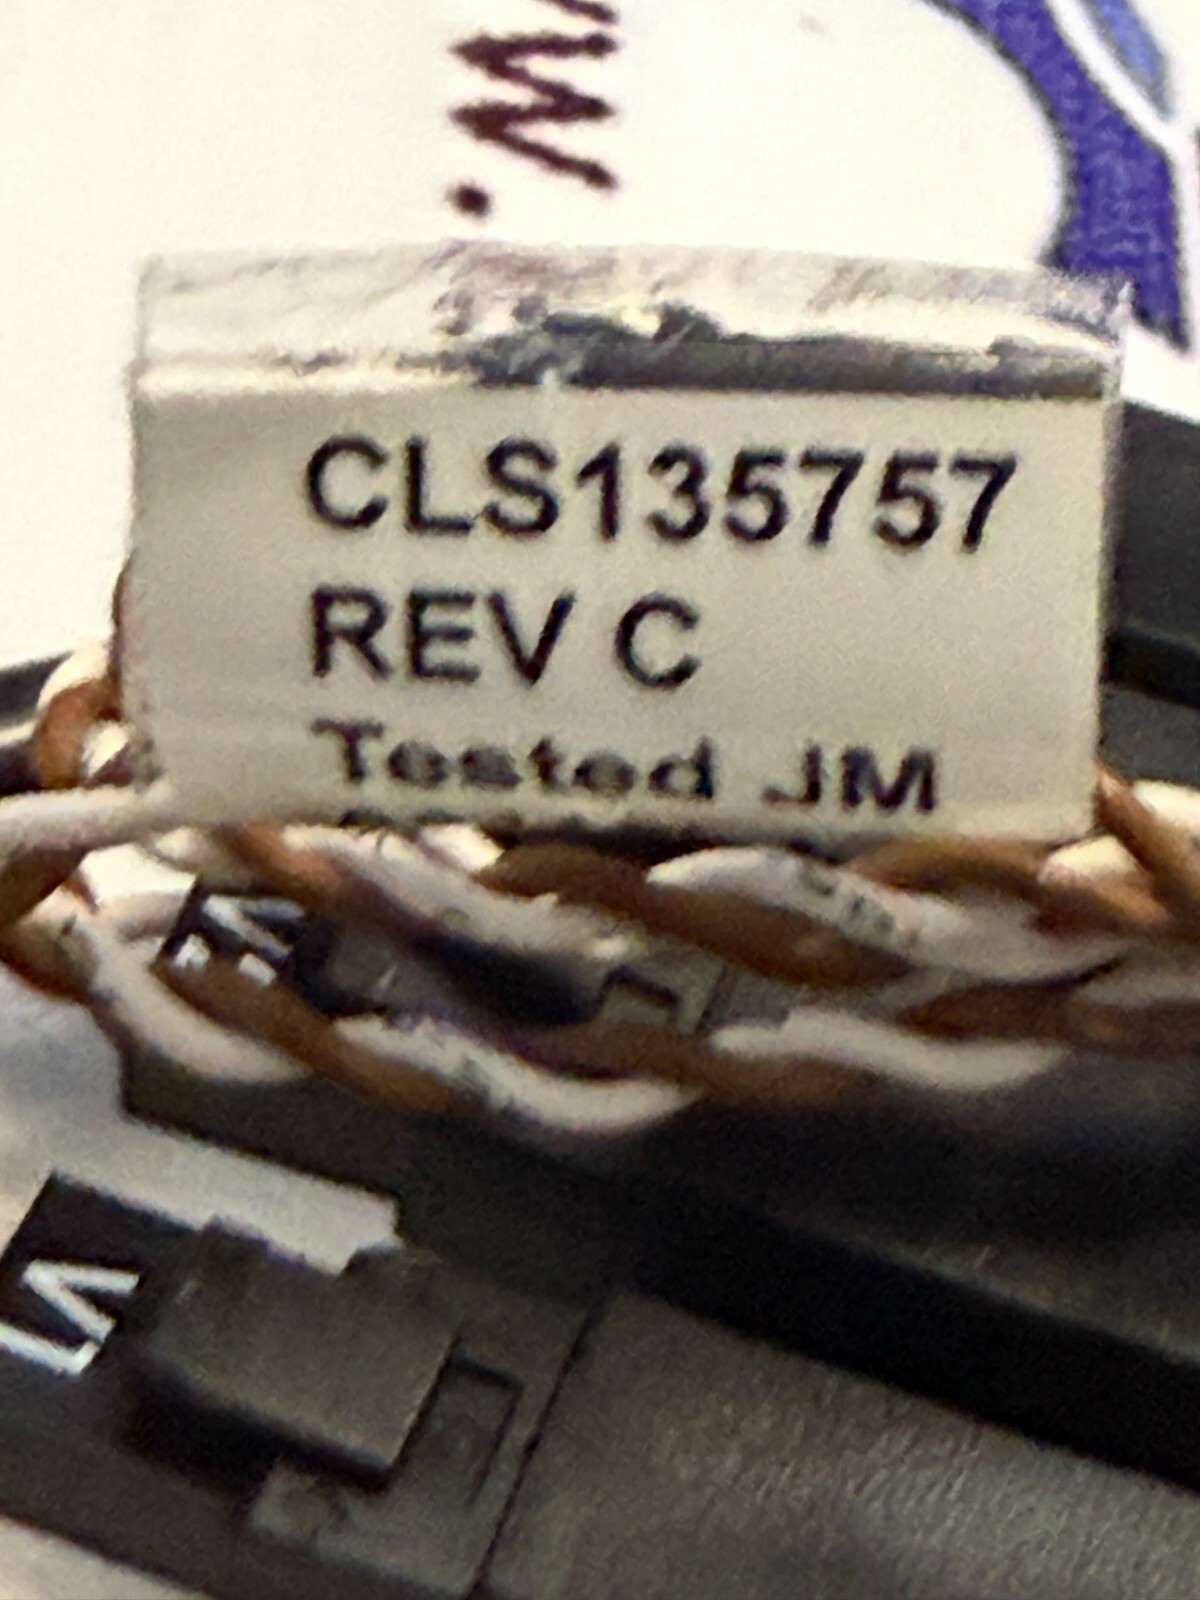 W.
CLS135757
REV C
Tested JM